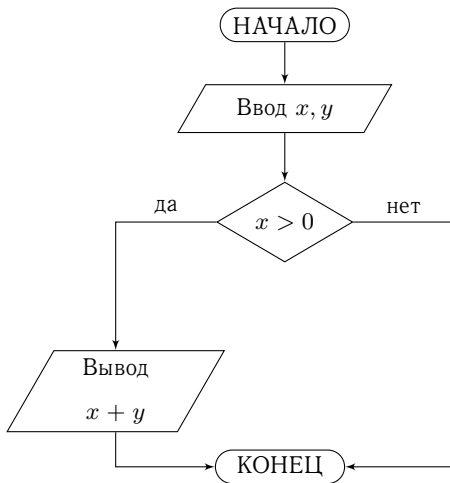 НАЧАЛО
Ввод x, y
x > 0
да
нет
Вывод
x + y
КОНЕЦ